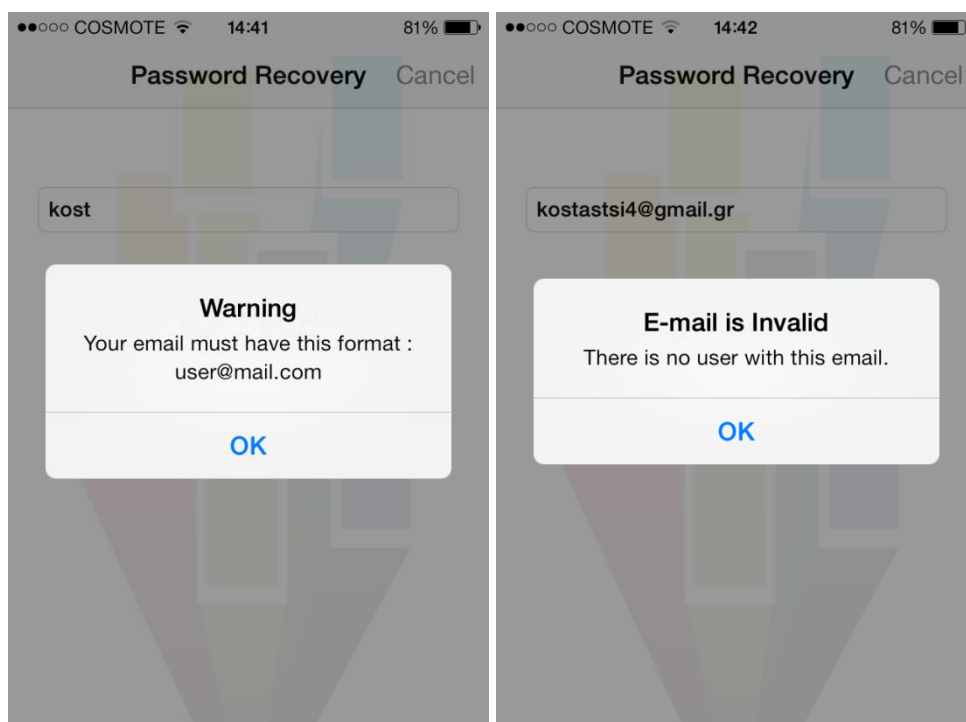 COSMOTE 14:41 81%
Password Recovery Cancel
kost
Warning
Your email must have this format :
user@mail.com
OK
COSMOTE 14:42 81%
Password Recovery Cancel
kostastsi4@gmail.gr
E-mail is Invalid
There is no user with this email.
OK